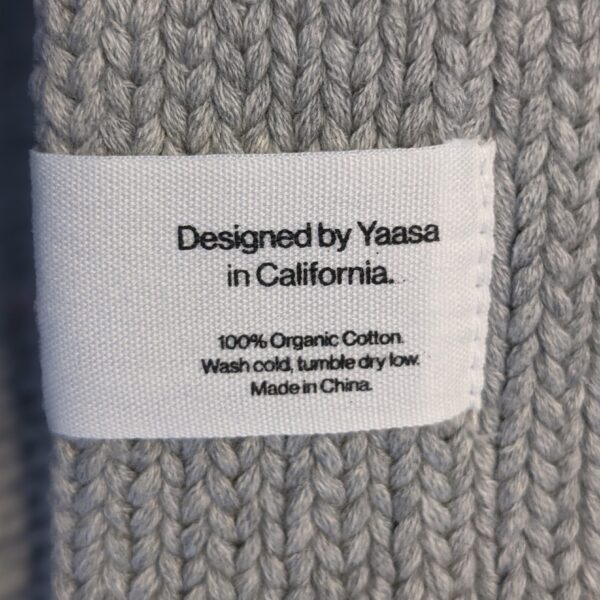 Designed by Yaasa
in California.
100% Organic Cotton.
Wash cold, tumble dry low.
Made in China.